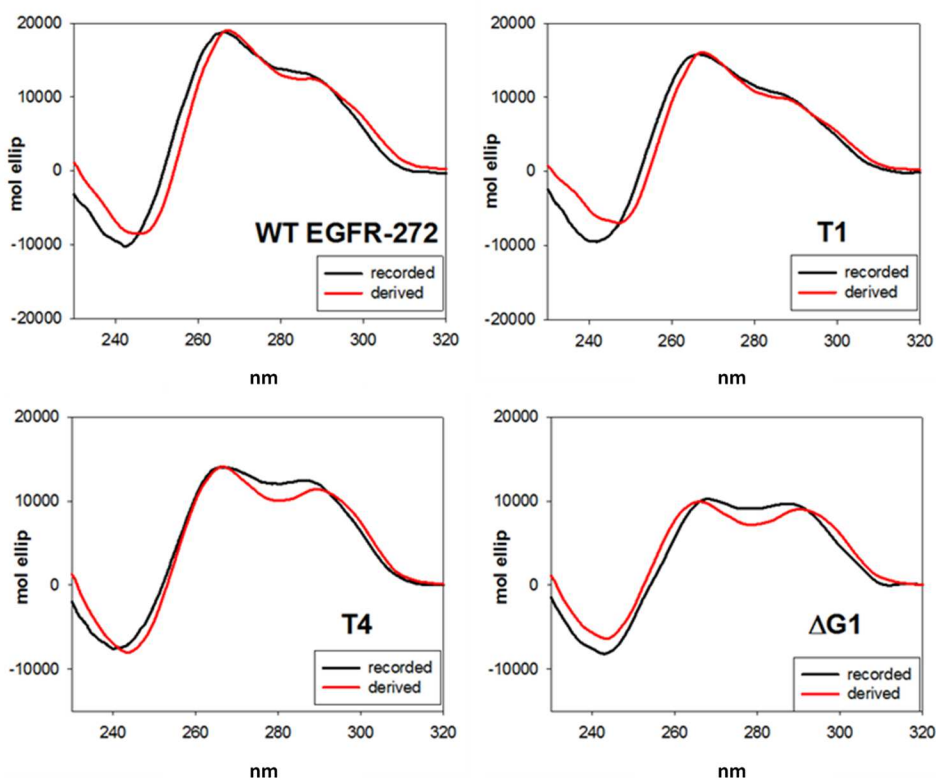 20000
10000
0
-10000
-20000
mol ellip
WT EGFR-272
recorded
derived
240 260 280 300 320
nm
20000
10000
0
-10000
-20000
mol ellip
T1
recorded
derived
240 260 280 300 320
nm
20000
10000
0
-10000
mol ellip
T4
recorded
derived
240 260 280 300 320
nm
20000
10000
0
-10000
mol ellip
ΔG1
recorded
derived
240 260 280 300 320
nm